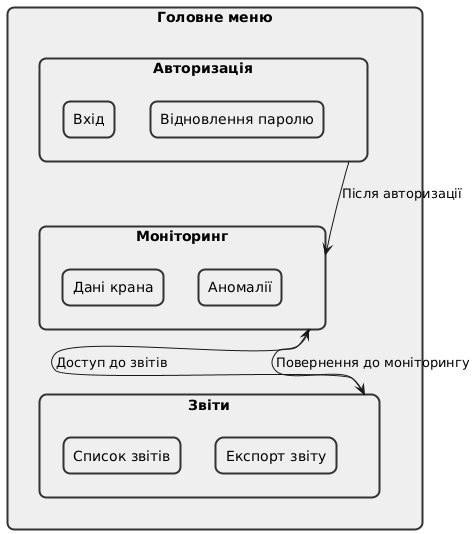 Головне меню
Авторизація
Вхід
Відновлення паролю
Після авторизації
Моніторинг
Дані крана
Аномалії
Доступ до звітів
Повернення до моніторингу
Звіти
Список звітів
Експорт звіту